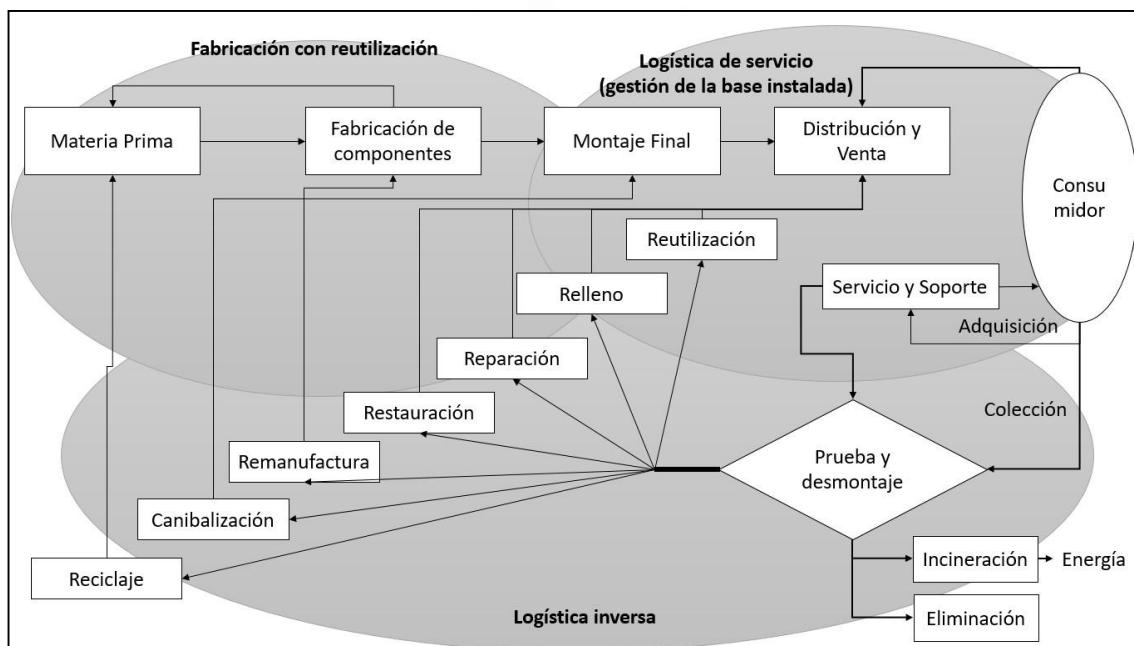 Fabricación con reutilización
Logística de servicio
(gestión de la base instalada)
Materia Prima
Fabricación de
componentes
Montaje Final
Distribución y
Venta
Consu
midor
Reutilización
Relleno
Servicio y Soporte
Adquisición
Reparación
Restauración
Colección
Remanufactura
Prueba y
desmontaje
Canibalización
Reciclaje
Incineración
Energía
Eliminación
Logística inversa